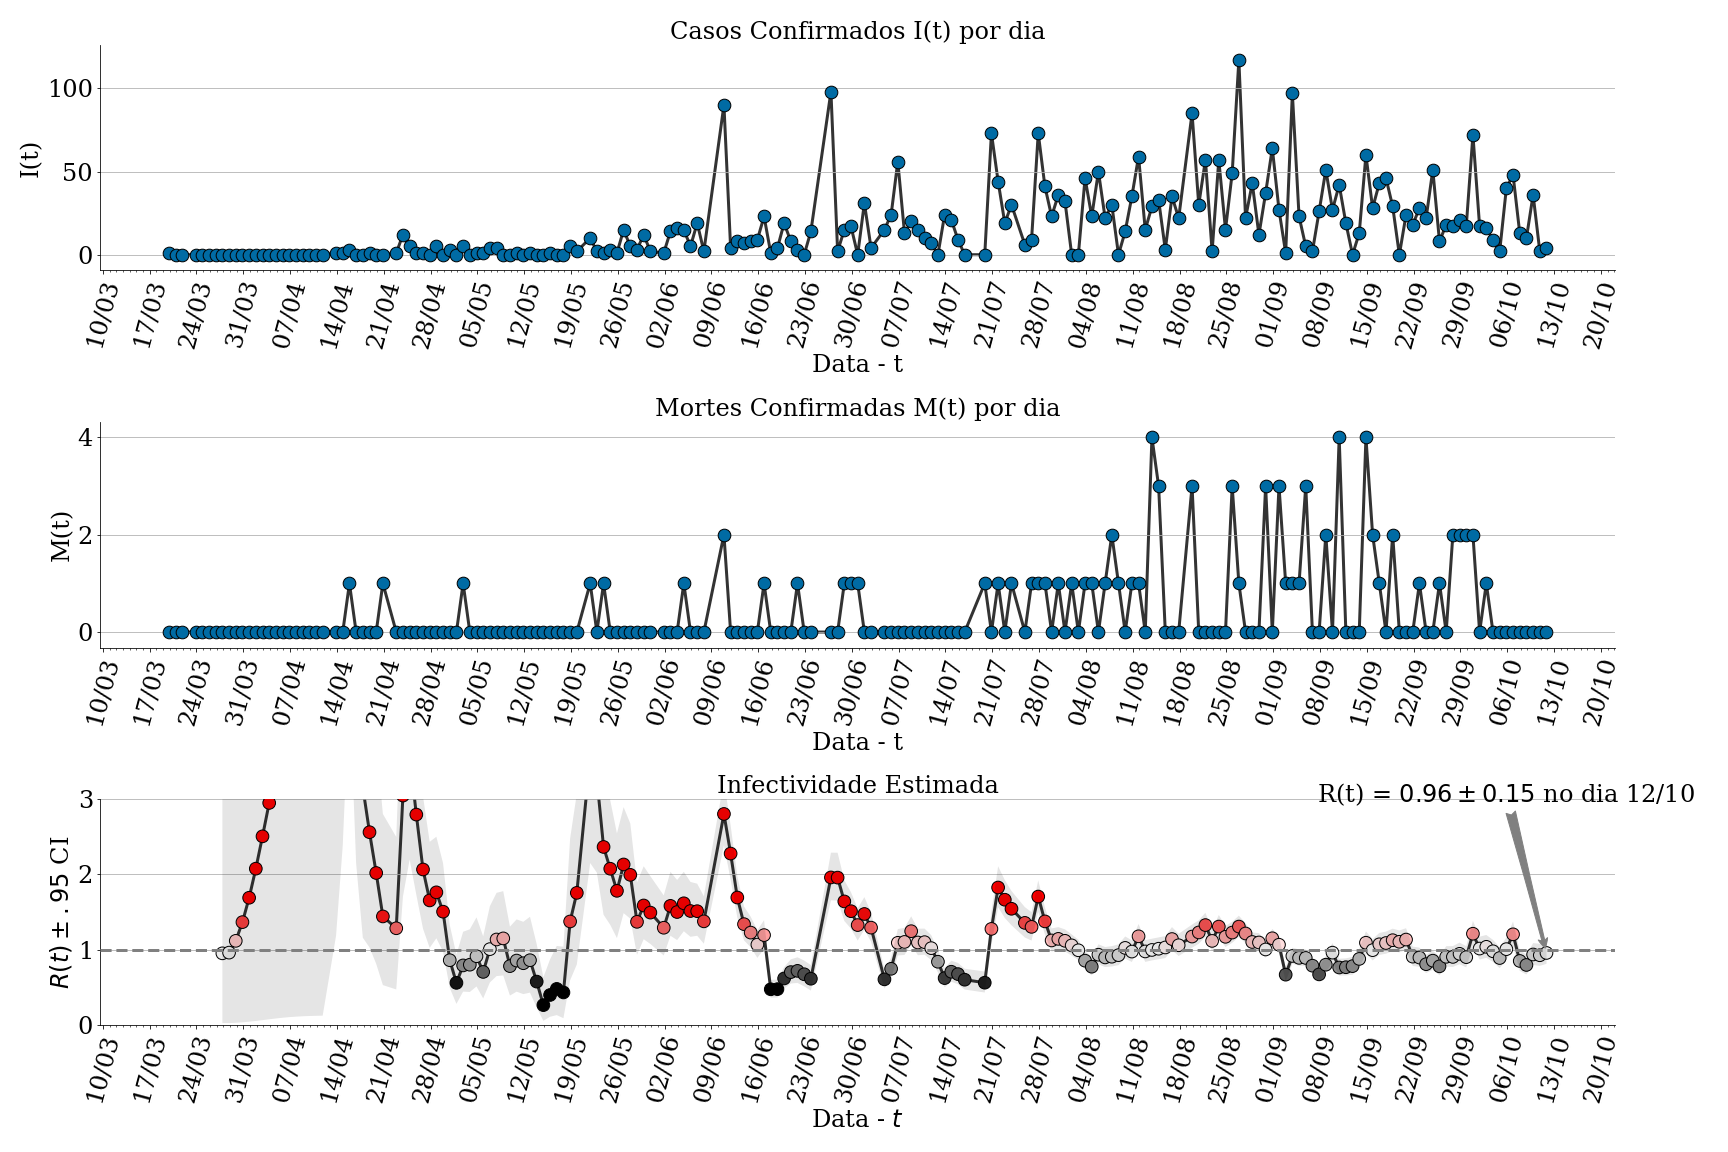 Casos Confirmados I(t) por dia
I(t)
100
50
0
10/03 17/03 24/03 31/03 07/04 14/04 21/04 28/04 05/05 12/05 19/05 26/05 02/06 09/06 16/06 23/06 30/06 07/07 14/07 21/07 28/07 04/08 11/08 18/08 25/08 01/09 08/09 15/09 22/09 29/09 06/10 13/10 20/10
Data - t
Mortes Confirmadas M(t) por dia
M(t)
4
2
0
10/03 17/03 24/03 31/03 07/04 14/04 21/04 28/04 05/05 12/05 19/05 26/05 02/06 09/06 16/06 23/06 30/06 07/07 14/07 21/07 28/07 04/08 11/08 18/08 25/08 01/09 08/09 15/09 22/09 29/09 06/10 13/10 20/10
Data - t
Infectividade Estimada
R(t) = 0.96 ± 0.15 no dia 12/10
R(t) ± .95 CI
3
2
1
0
10/03 17/03 24/03 31/03 07/04 14/04 21/04 28/04 05/05 12/05 19/05 26/05 02/06 09/06 16/06 23/06 30/06 07/07 14/07 21/07 28/07 04/08 11/08 18/08 25/08 01/09 08/09 15/09 22/09 29/09 06/10 13/10 20/10
Data - t